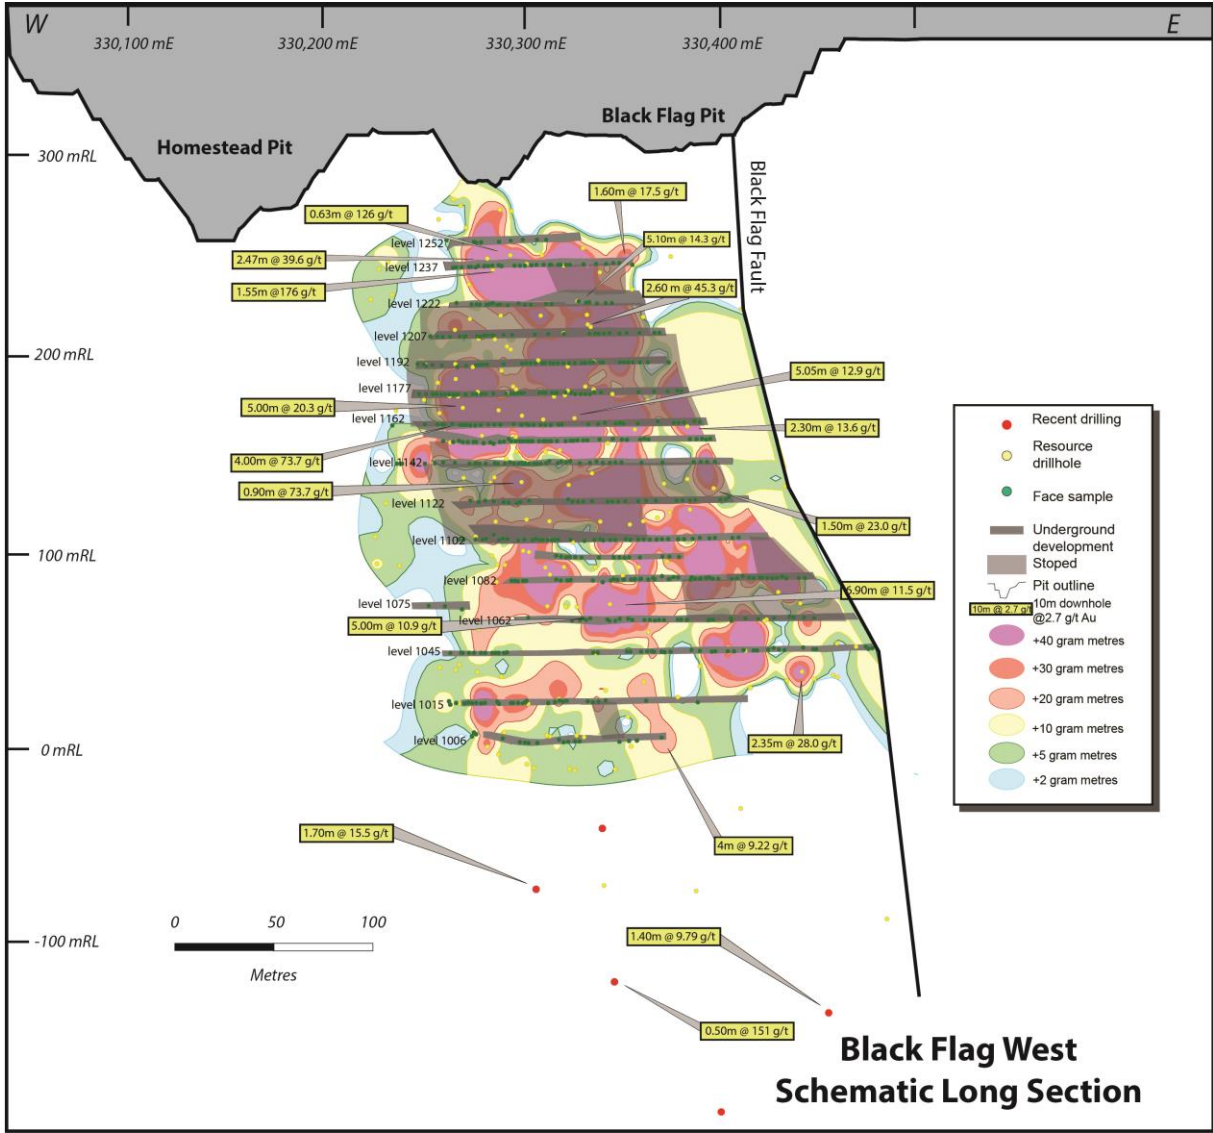 W
E
330,100 mE
330,200 mE
330,300 mE
330,400 mE
Homestead Pit
Black Flag Pit
Black Flag Fault
300 mRL
200 mRL
100 mRL
0 mRL
-100 mRL
1.60m @ 17.5 g/t
0.63m @ 126 g/t
5.10m @ 14.3 g/t
level 1252
2.47m @ 39.6 g/t
level 1237
1.55m @176 g/t
2.60 m @ 45.3 g/t
level 1222
level 1207
level 1192
5.05m @ 12.9 g/t
level 1177
5.00m @ 20.3 g/t
level 1162
2.30m @ 13.6 g/t
4.00m @ 73.7 g/t
level 1142
0.90m @ 73.7 g/t
level 1122
1.50m @ 23.0 g/t
level 1102
level 1082
6.90m @ 11.5 g/t
level 1075
level 1062
5.00m @ 10.9 g/t
level 1045
level 1015
level 1006
2.35m @ 28.0 g/t
1.70m @ 15.5 g/t
4m @ 9.22 g/t
1.40m @ 9.79 g/t
0.50m @ 151 g/t
0
50
100
Metres
Recent drilling
Resource
drillhole
Face sample
Underground
development
Stoped
Pit outline
10m @ 2.7 g/t
10m downhole
@2.7 g/t Au
+40 gram metres
+30 gram metres
+20 gram metres
+10 gram metres
+5 gram metres
+2 gram metres
Black Flag West
Schematic Long Section